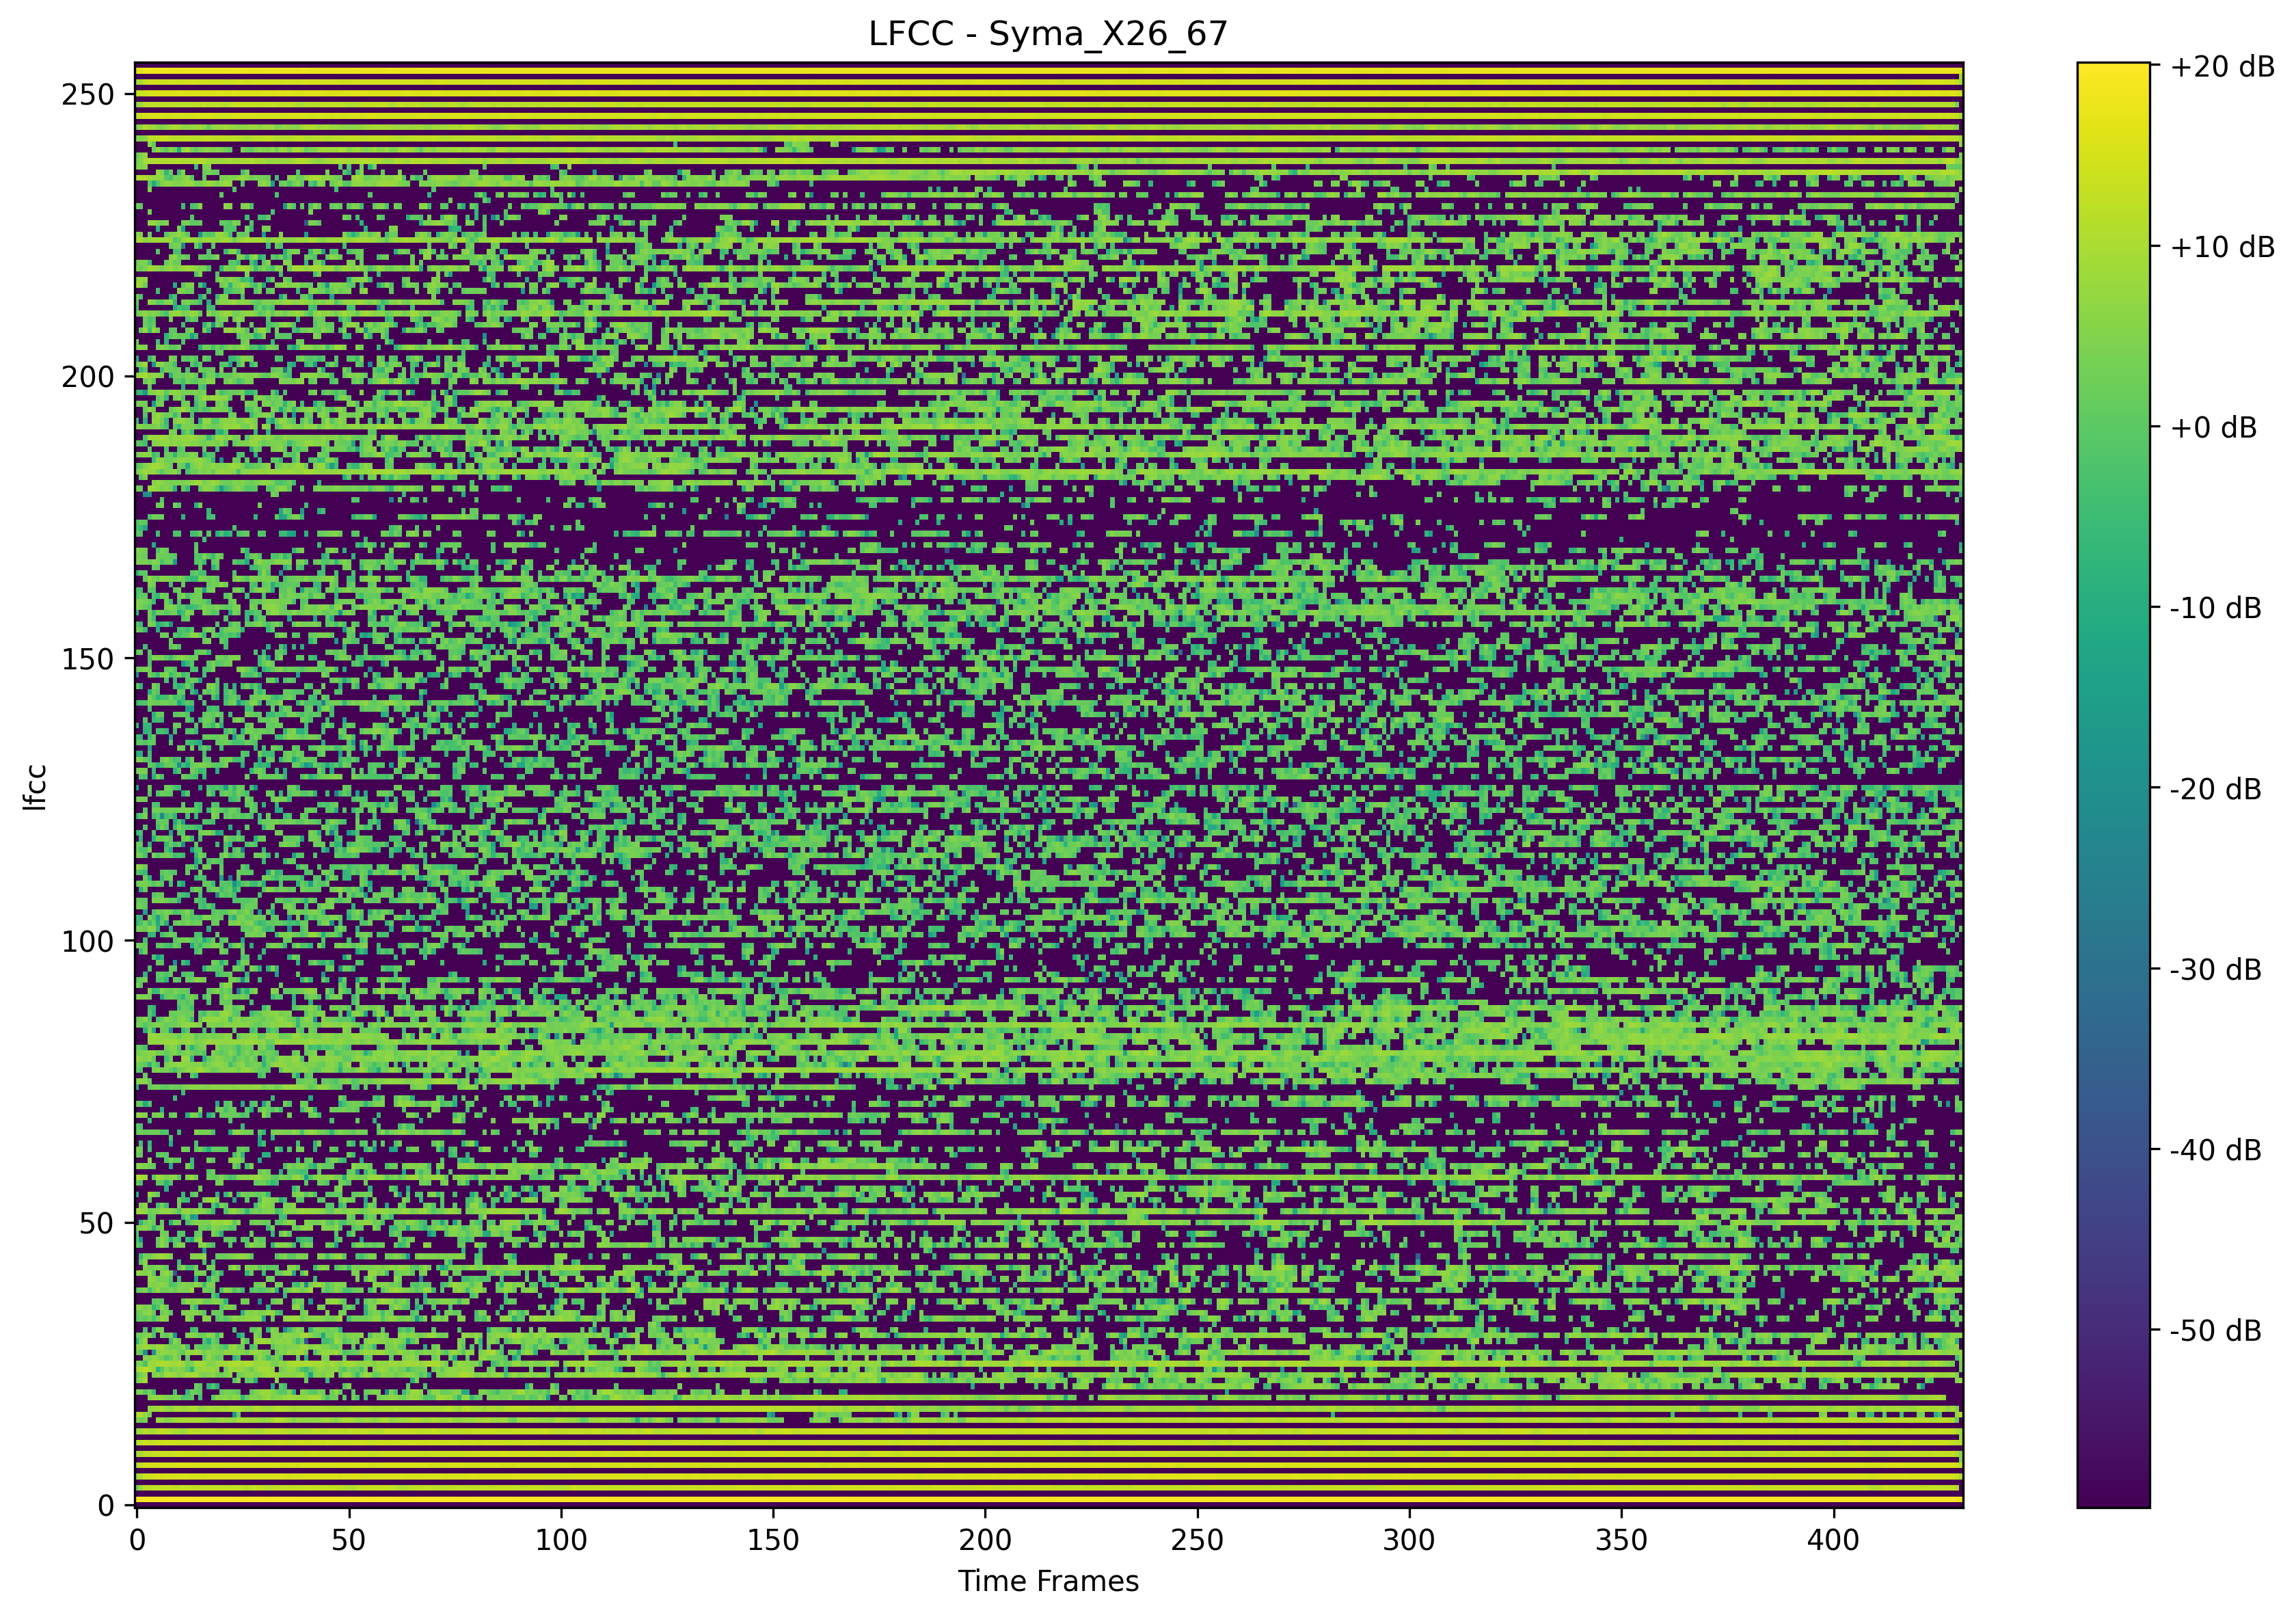 LFCC - Syma_X26_67
250
200
150
100
50
0
lfcc
0 50 100 150 200 250 300 350 400
Time Frames
+20 dB
+10 dB
+0 dB
-10 dB
-20 dB
-30 dB
-40 dB
-50 dB